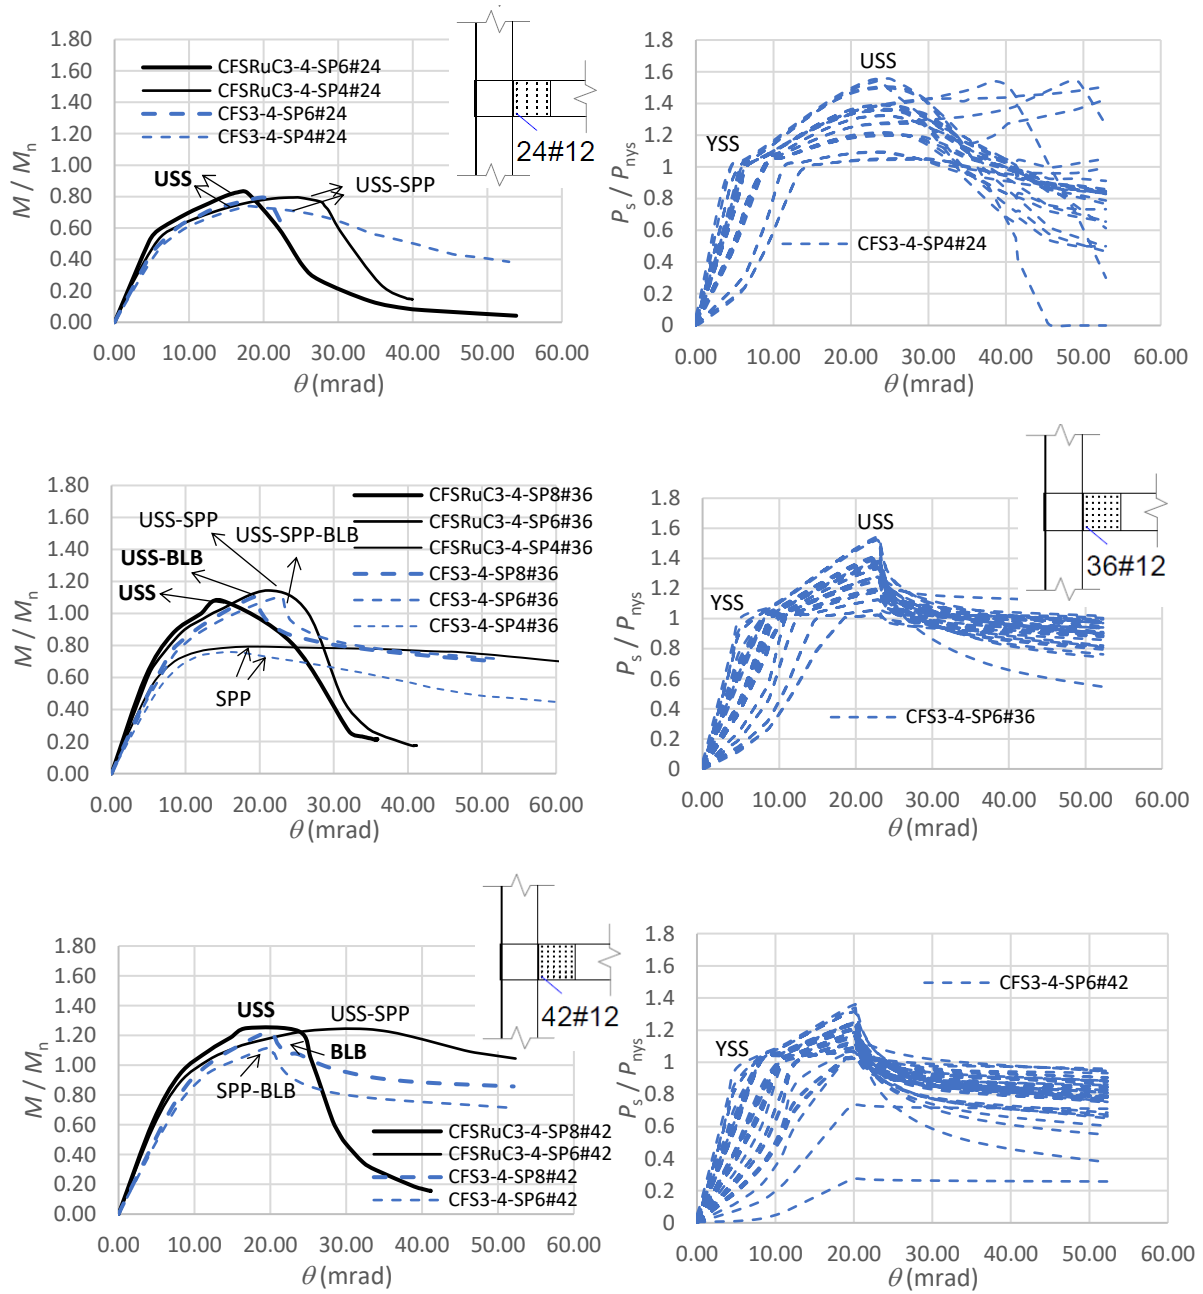 1.80
1.60
1.40
1.20
1.00
0.80
0.60
0.40
0.20
0.00
M / Mₙ
CFSRuC3-4-SP6#24
CFSRuC3-4-SP4#24
CFS3-4-SP6#24
CFS3-4-SP4#24
24#12
USS
USS-SPP
0.00 10.00 20.00 30.00 40.00 50.00 60.00
θ (mrad)
1.8
1.6
1.4
1.2
1
0.8
0.6
0.4
0.2
0
Pₛ / Pₙᵧₛ
USS
YSS
CFS3-4-SP4#24
0.00 10.00 20.00 30.00 40.00 50.00 60.00
θ (mrad)
1.80
1.60
1.40
1.20
1.00
0.80
0.60
0.40
0.20
0.00
M / Mₙ
CFSRuC3-4-SP8#36
CFSRuC3-4-SP6#36
CFSRuC3-4-SP4#36
CFS3-4-SP8#36
CFS3-4-SP6#36
CFS3-4-SP4#36
USS-SPP
USS-SPP-BLB
USS-BLB
USS
SPP
0.00 10.00 20.00 30.00 40.00 50.00 60.00
θ (mrad)
1.8
1.6
1.4
1.2
1
0.8
0.6
0.4
0.2
0
Pₛ / Pₙᵧₛ
USS
36#12
YSS
CFS3-4-SP6#36
0.00 10.00 20.00 30.00 40.00 50.00 60.00
θ (mrad)
1.80
1.60
1.40
1.20
1.00
0.80
0.60
0.40
0.20
0.00
M / Mₙ
42#12
USS
USS-SPP
BLB
SPP-BLB
CFSRuC3-4-SP8#42
CFSRuC3-4-SP6#42
CFS3-4-SP8#42
CFS3-4-SP6#42
0.00 10.00 20.00 30.00 40.00 50.00 60.00
θ (mrad)
1.8
1.6
1.4
1.2
1
0.8
0.6
0.4
0.2
0
Pₛ / Pₙᵧₛ
CFS3-4-SP6#42
YSS
0.00 10.00 20.00 30.00 40.00 50.00 60.00
θ (mrad)